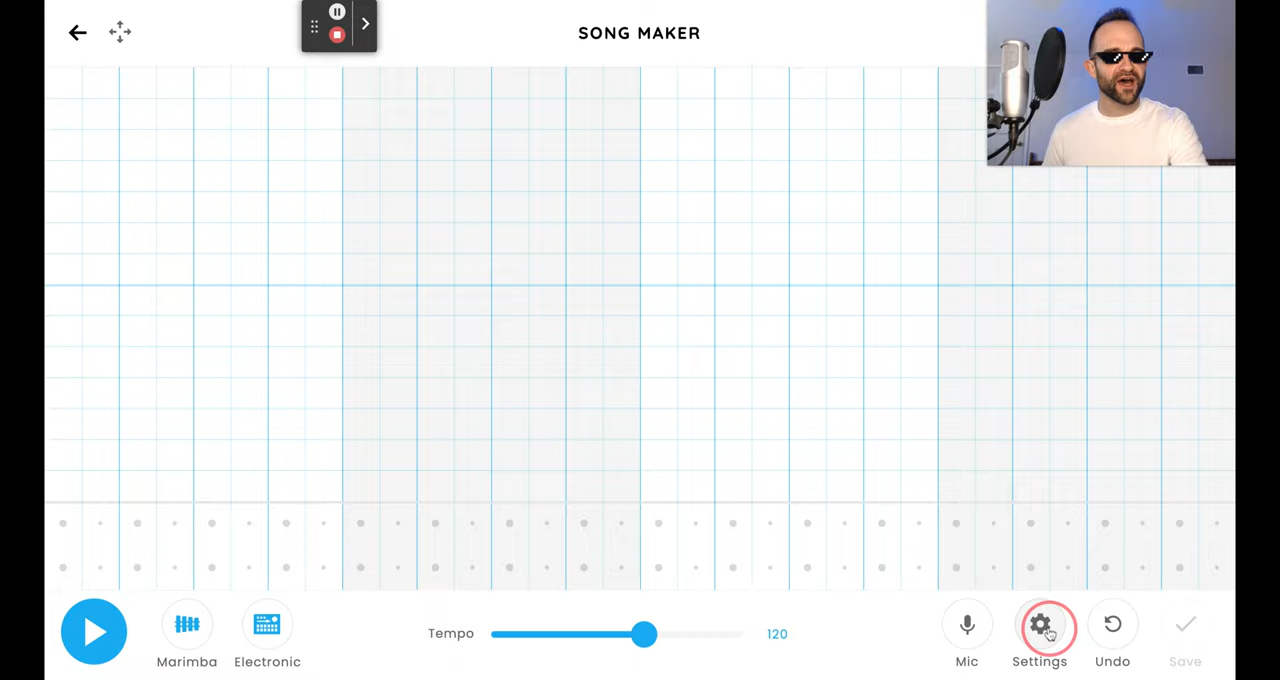 SONG MAKER
Tempo
120
Marimba
Electronic
Mic
Settings
Undo
Save